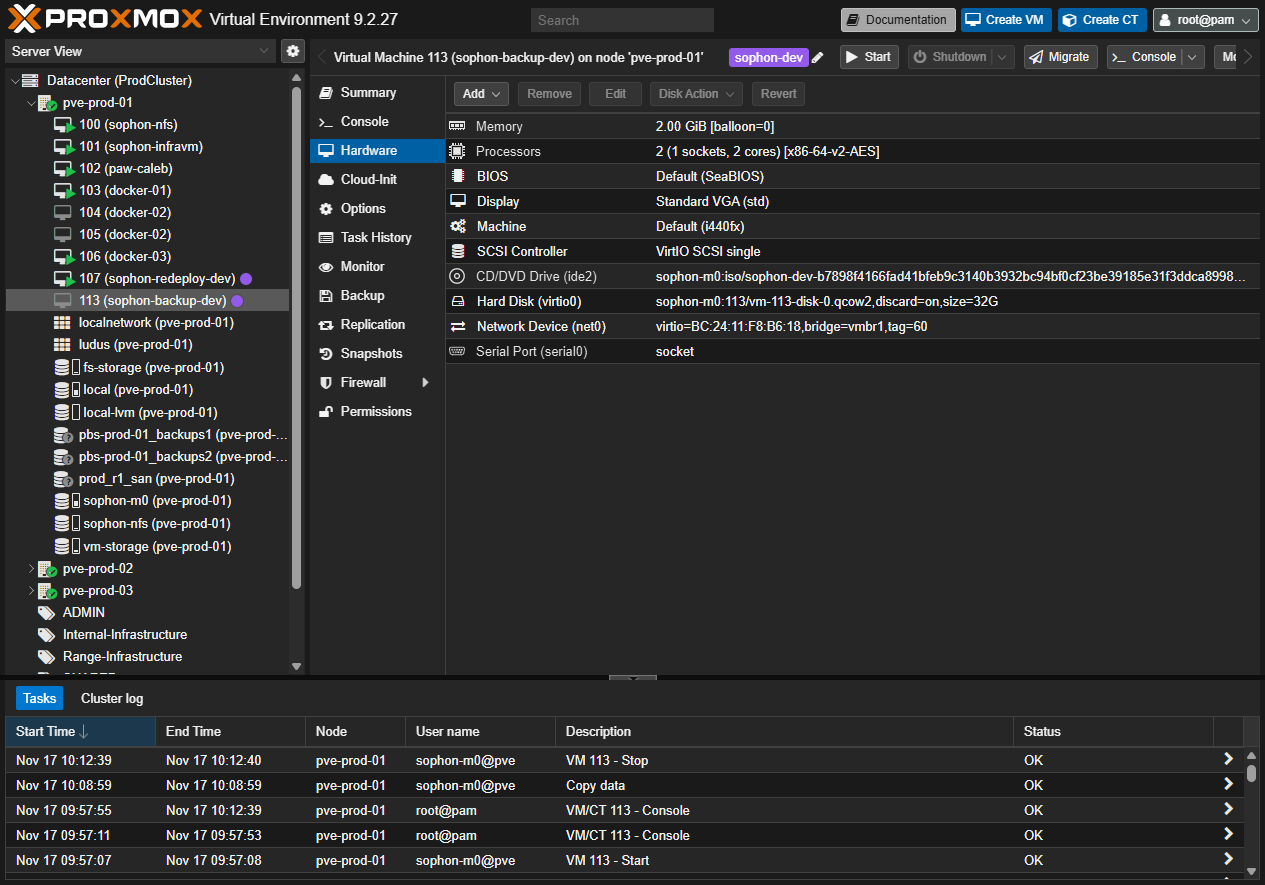 PROXMOX Virtual Environment 9.2.27 Search Documentation Create VM Create CT root@pam
Server View
Virtual Machine 113 (sophon-backup-dev) on node 'pve-prod-01' sophon-dev Start Shutdown Migrate Console
Datacenter (ProdCluster)
pve-prod-01
100 (sophon-nfs)
101 (sophon-infravm)
102 (paw-caleb)
103 (docker-01)
104 (docker-02)
105 (docker-02)
106 (docker-03)
107 (sophon-redeploy-dev)
113 (sophon-backup-dev)
localnetwork (pve-prod-01)
ludus (pve-prod-01)
fs-storage (pve-prod-01)
local (pve-prod-01)
local-lvm (pve-prod-01)
pbs-prod-01_backups1 (pve-prod-...
pbs-prod-01_backups2 (pve-prod-...
prod_r1_san (pve-prod-01)
sophon-m0 (pve-prod-01)
sophon-nfs (pve-prod-01)
vm-storage (pve-prod-01)
pve-prod-02
pve-prod-03
ADMIN
Internal-Infrastructure
Range-Infrastructure
Summary
Console
Hardware
Cloud-Init
Options
Task History
Monitor
Backup
Replication
Snapshots
Firewall
Permissions
Add Remove Edit Disk Action Revert
Memory 2.00 GiB [balloon=0]
Processors 2 (1 sockets, 2 cores) [x86-64-v2-AES]
BIOS Default (SeaBIOS)
Display Standard VGA (std)
Machine Default (i440fx)
SCSI Controller VirtIO SCSI single
CD/DVD Drive (ide2) sophon-m0:iso/sophon-dev-b7898f4166fad41bfeb9c3140b3932bc94bf0cf23be39185e31f3ddca8998...
Hard Disk (virtio0) sophon-m0:113/vm-113-disk-0.qcow2,discard=on,size=32G
Network Device (net0) virtio=BC:24:11:F8:B6:18,bridge=vmbr1,tag=60
Serial Port (serial0) socket
Tasks Cluster log
Start Time End Time Node User name Description Status
Nov 17 10:12:39 Nov 17 10:12:40 pve-prod-01 sophon-m0@pve VM 113 - Stop OK
Nov 17 10:08:59 Nov 17 10:08:59 pve-prod-01 sophon-m0@pve Copy data OK
Nov 17 09:57:55 Nov 17 10:12:39 pve-prod-01 root@pam VM/CT 113 - Console OK
Nov 17 09:57:11 Nov 17 09:57:53 pve-prod-01 root@pam VM/CT 113 - Console OK
Nov 17 09:57:07 Nov 17 09:57:08 pve-prod-01 sophon-m0@pve VM 113 - Start OK